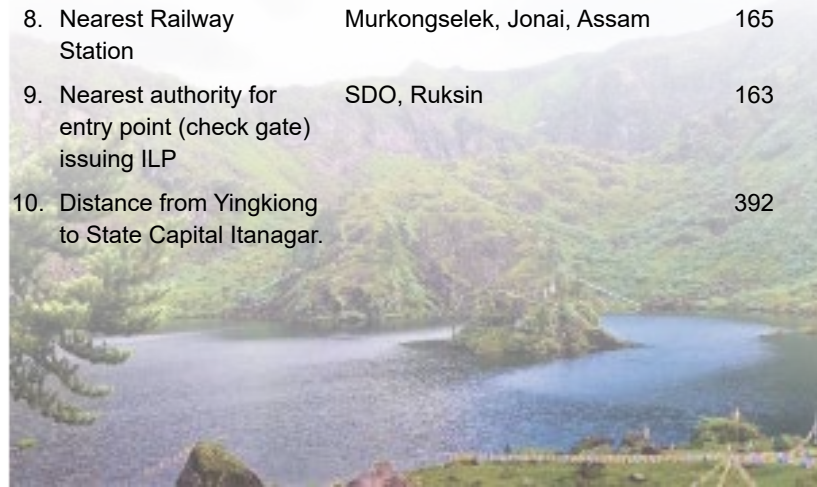 8. Nearest Railway Murkongselek, Jonai, Assam 165
Station
9. Nearest authority for SDO, Ruksin 163
entry point (check gate)
issuing ILP
10. Distance from Yingkiong 392
to State Capital Itanagar.